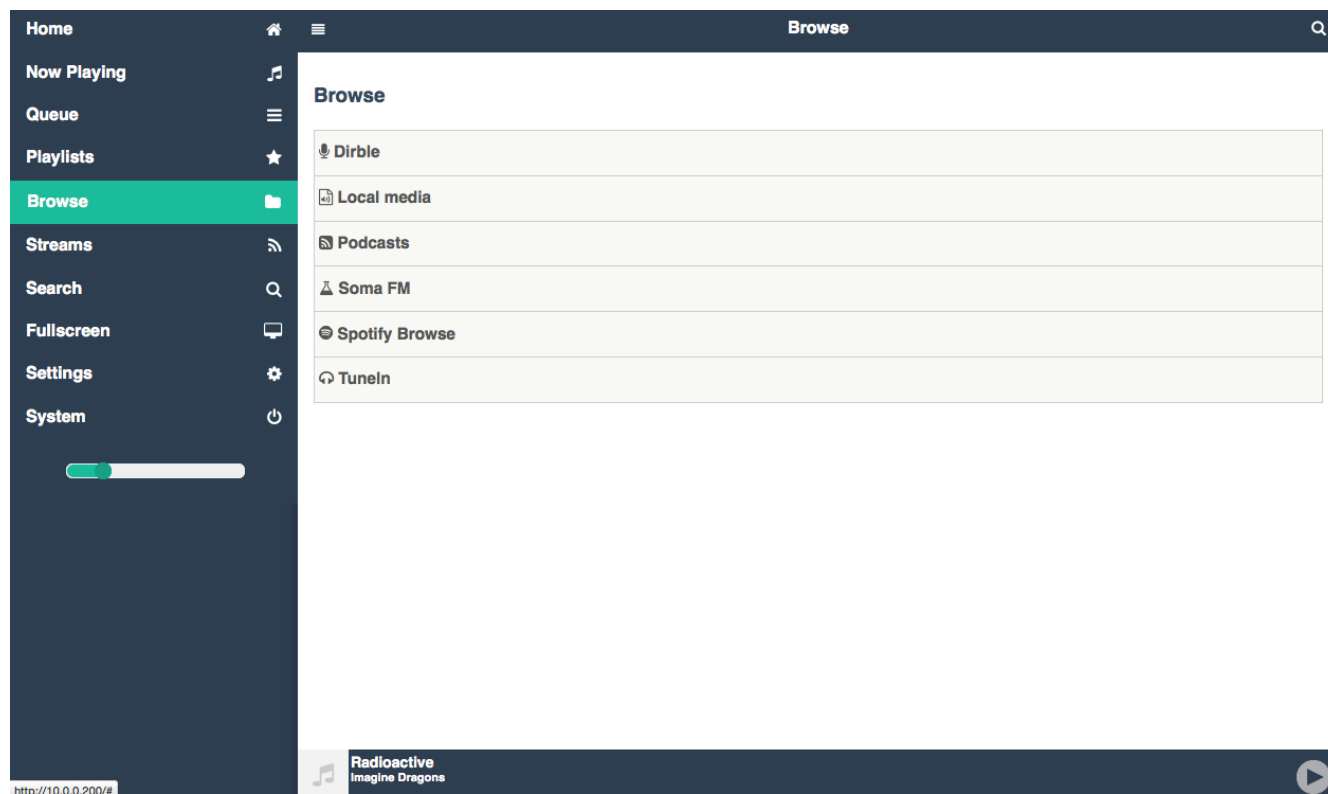 Home
Now Playing
Queue
Playlists
Browse
Streams
Search
Fullscreen
Settings
System
Browse
Browse
Dirble
Local media
Podcasts
Soma FM
Spotify Browse
TuneIn
Radioactive
Imagine Dragons
http://10.0.0.200/#